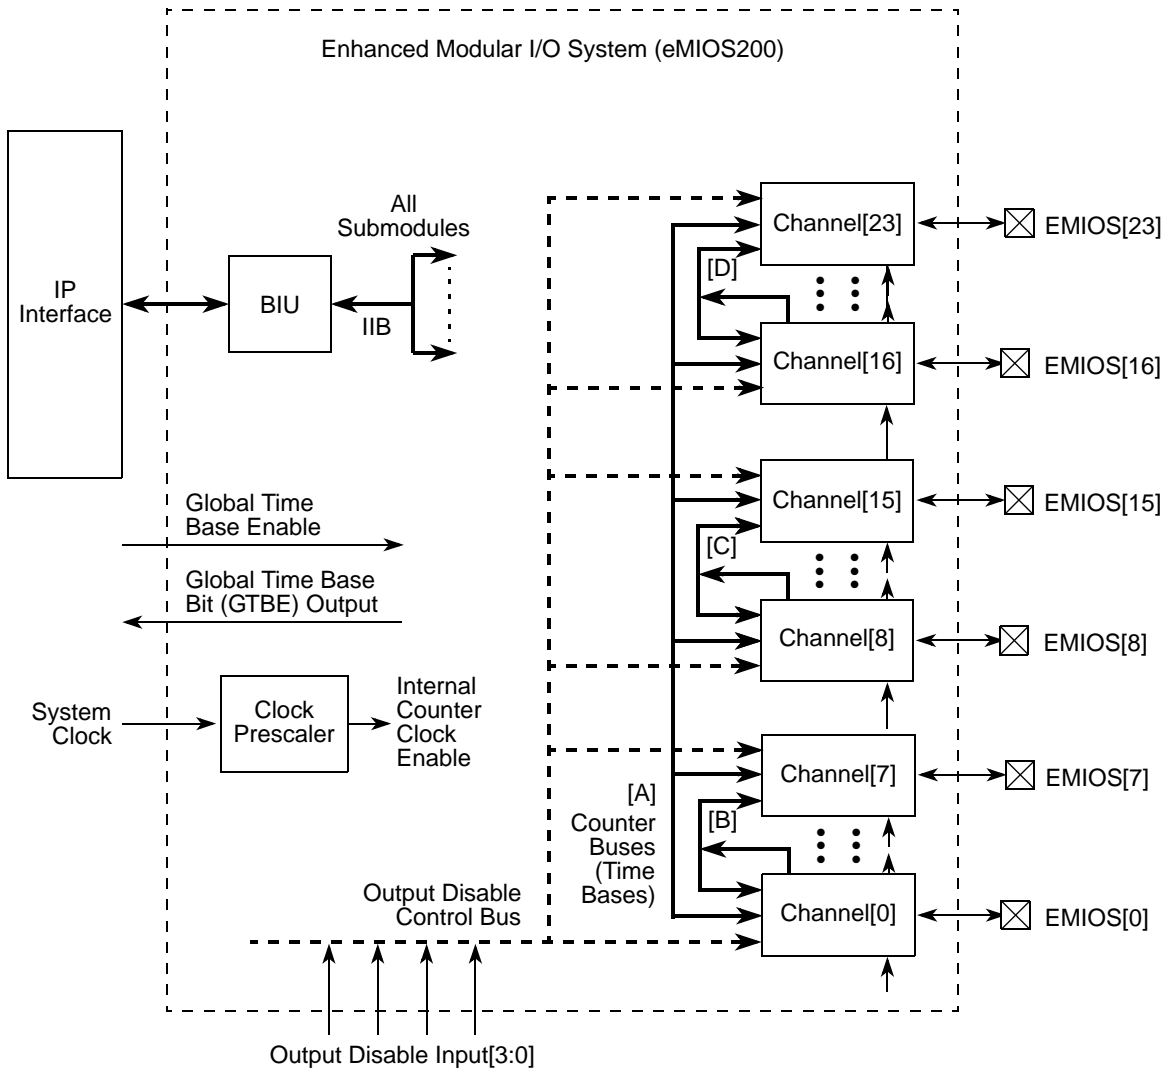 Enhanced Modular I/O System (eMIOS200)
IP
Interface
BIU
IIB
All
Submodules
Global Time
Base Enable
Global Time Base
Bit (GTBE) Output
System
Clock
Clock
Prescaler
Internal
Counter
Clock
Enable
Output Disable
Control Bus
Output Disable Input[3:0]
[A]
Counter
Buses
(Time
Bases)
[D]
[C]
[B]
Channel[23]
EMIOS[23]
Channel[16]
EMIOS[16]
Channel[15]
EMIOS[15]
Channel[8]
EMIOS[8]
Channel[7]
EMIOS[7]
Channel[0]
EMIOS[0]